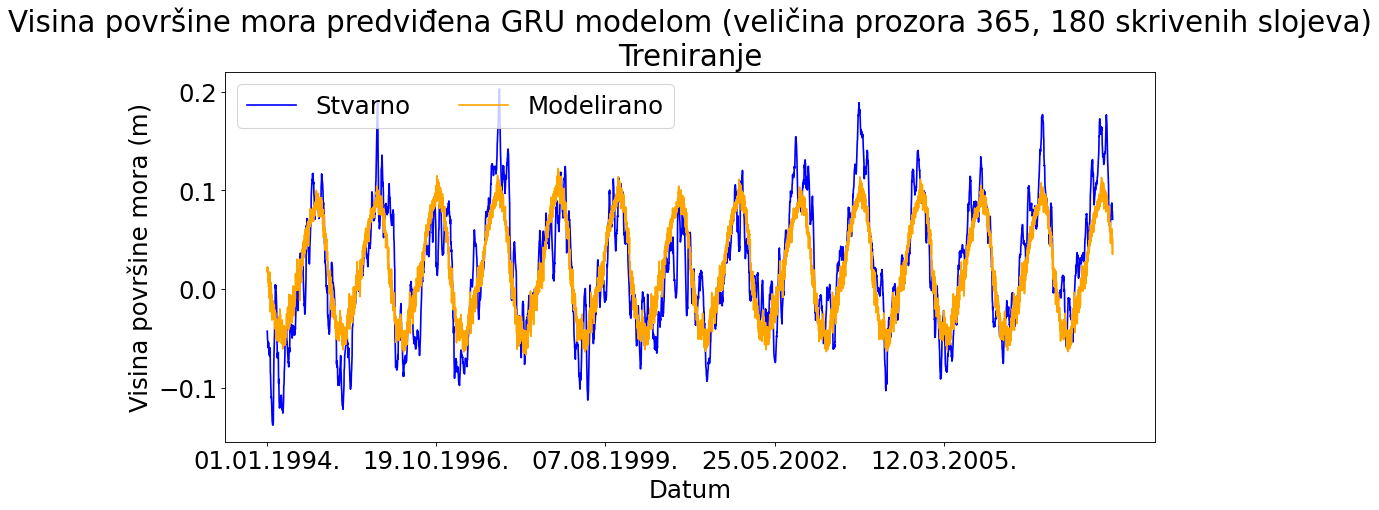 Visina površine mora predviđena GRU modelom (veličina prozora 365, 180 skrivenih slojeva)
Treniranje
Stvarno
Modelirano
Visina površine mora (m)
0.2
0.1
0.0
−0.1
01.01.1994.
19.10.1996.
07.08.1999.
25.05.2002.
12.03.2005.
Datum